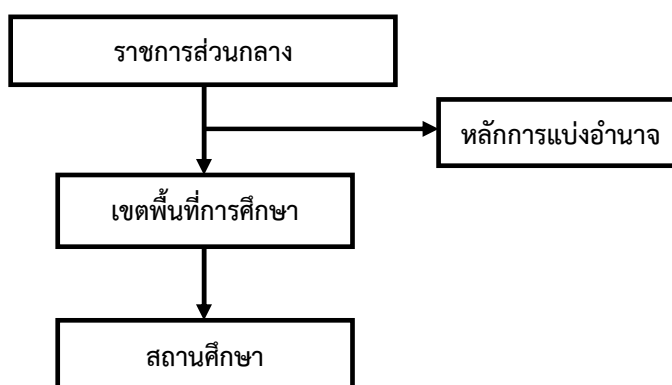 ราชการส่วนกลาง
หลักการแบ่งอำนาจ
เขตพื้นที่การศึกษา
สถานศึกษา